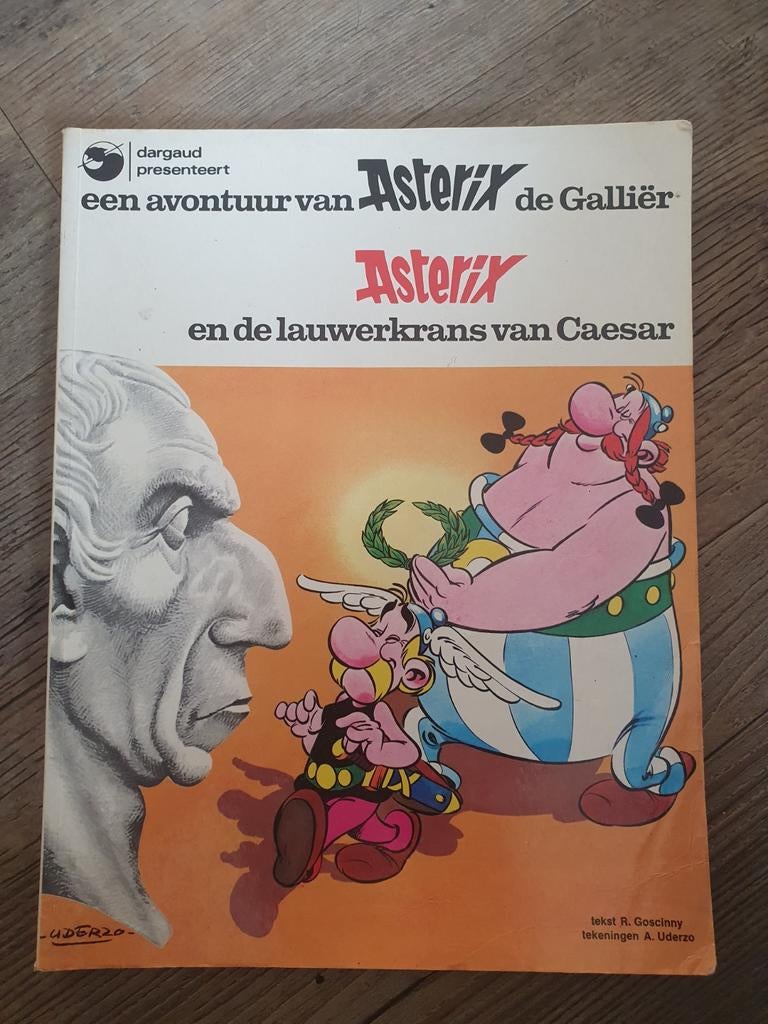 dargaud
presenteert
een avontuur van Asterix de Galliër
Asterix
en de lauwerkrans van Caesar
-UDERZO-
tekst R. Goscinny
tekeningen A. Uderzo